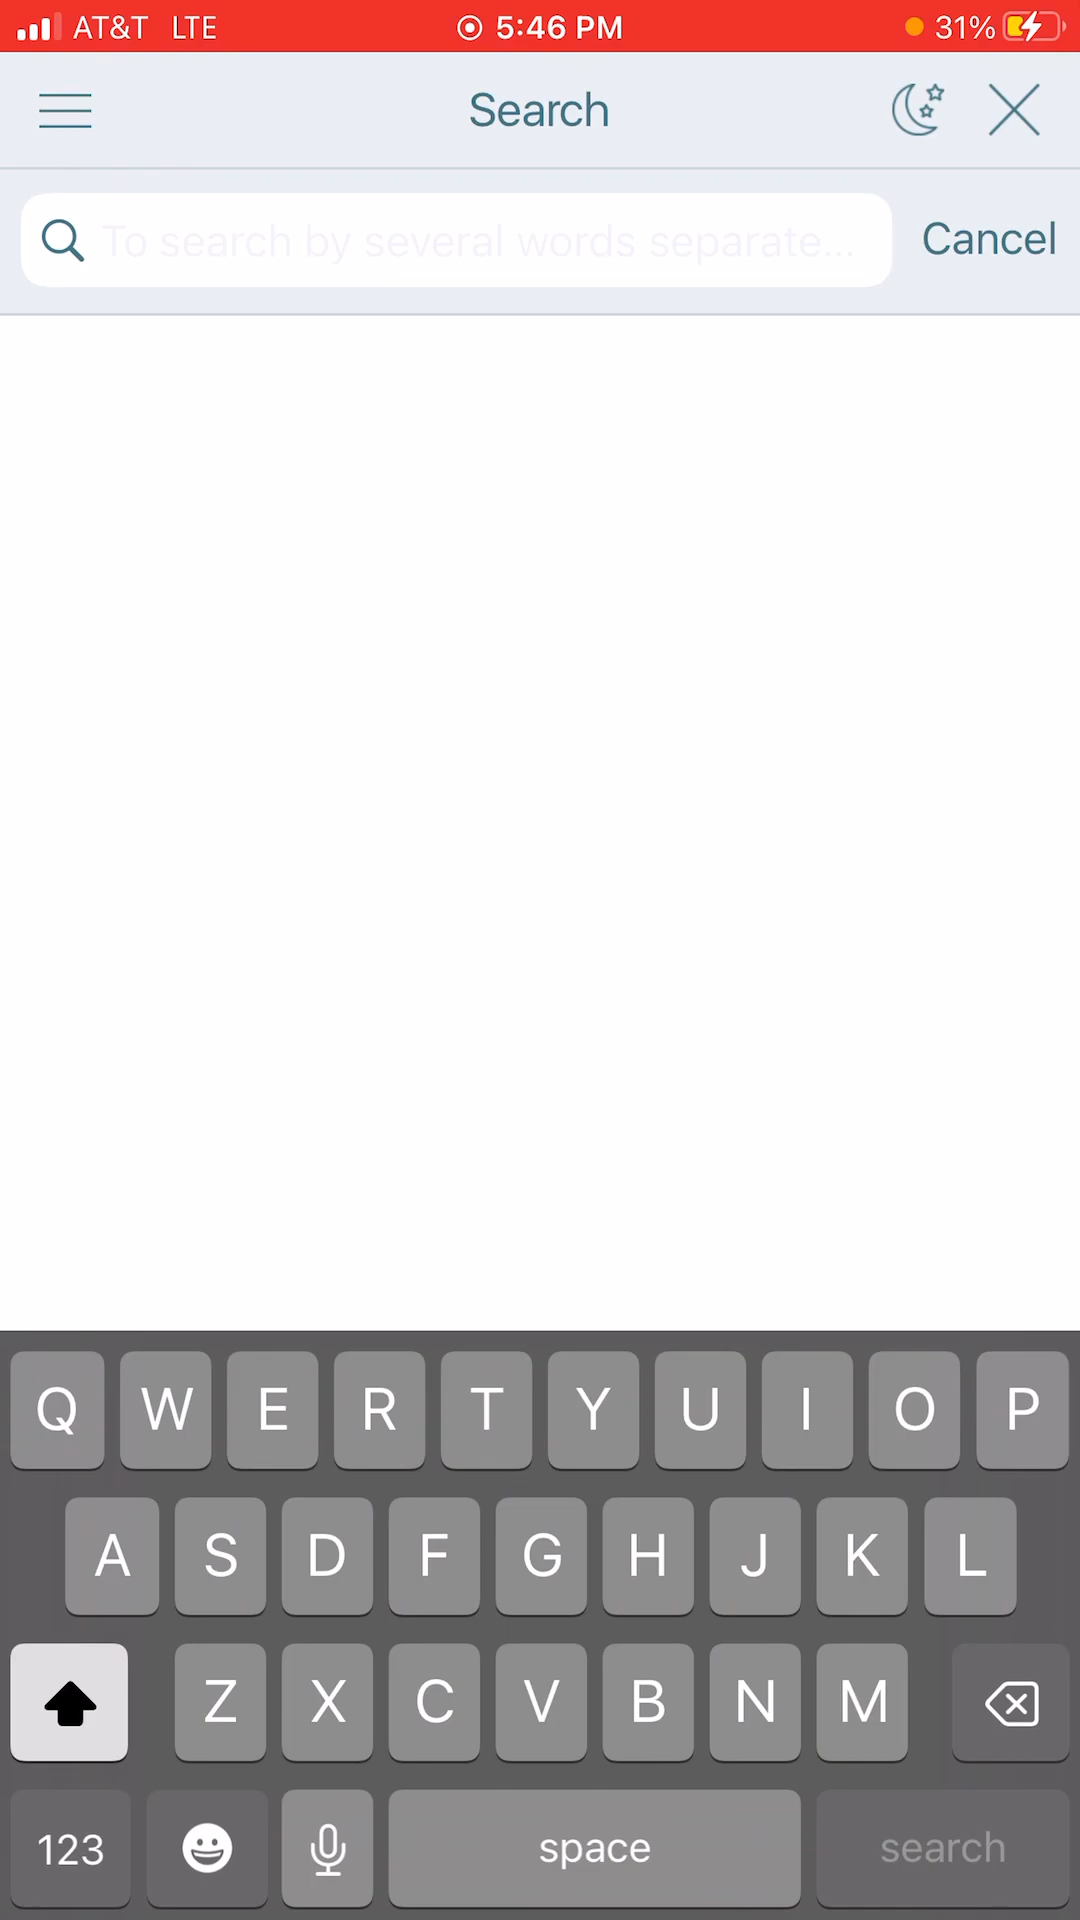 AT&T LTE 5:46 PM 31%
Search
To search by several words separate... Cancel
Q W E R T Y U I O P
A S D F G H J K L
Z X C V B N M
123 space search